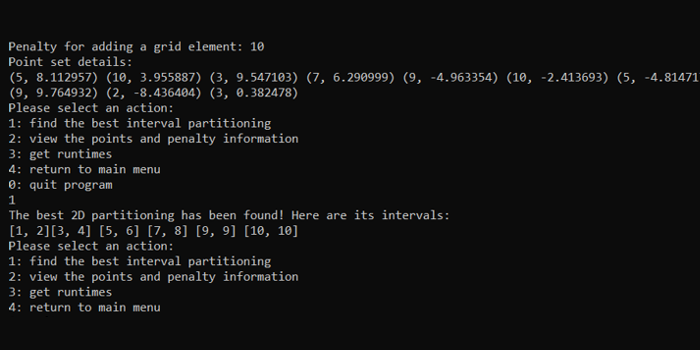 Penalty for adding a grid element: 10
Point set details:
(5, 8.112957) (10, 3.955887) (3, 9.547103) (7, 6.290999) (9, -4.963354) (10, -2.413693) (5, -4.81471
(9, 9.764932) (2, -8.436404) (3, 0.382478)
Please select an action:
1: find the best interval partitioning
2: view the points and penalty information
3: get runtimes
4: return to main menu
0: quit program
1
The best 2D partitioning has been found! Here are its intervals:
[1, 2][3, 4] [5, 6] [7, 8] [9, 9] [10, 10]
Please select an action:
1: find the best interval partitioning
2: view the points and penalty information
3: get runtimes
4: return to main menu